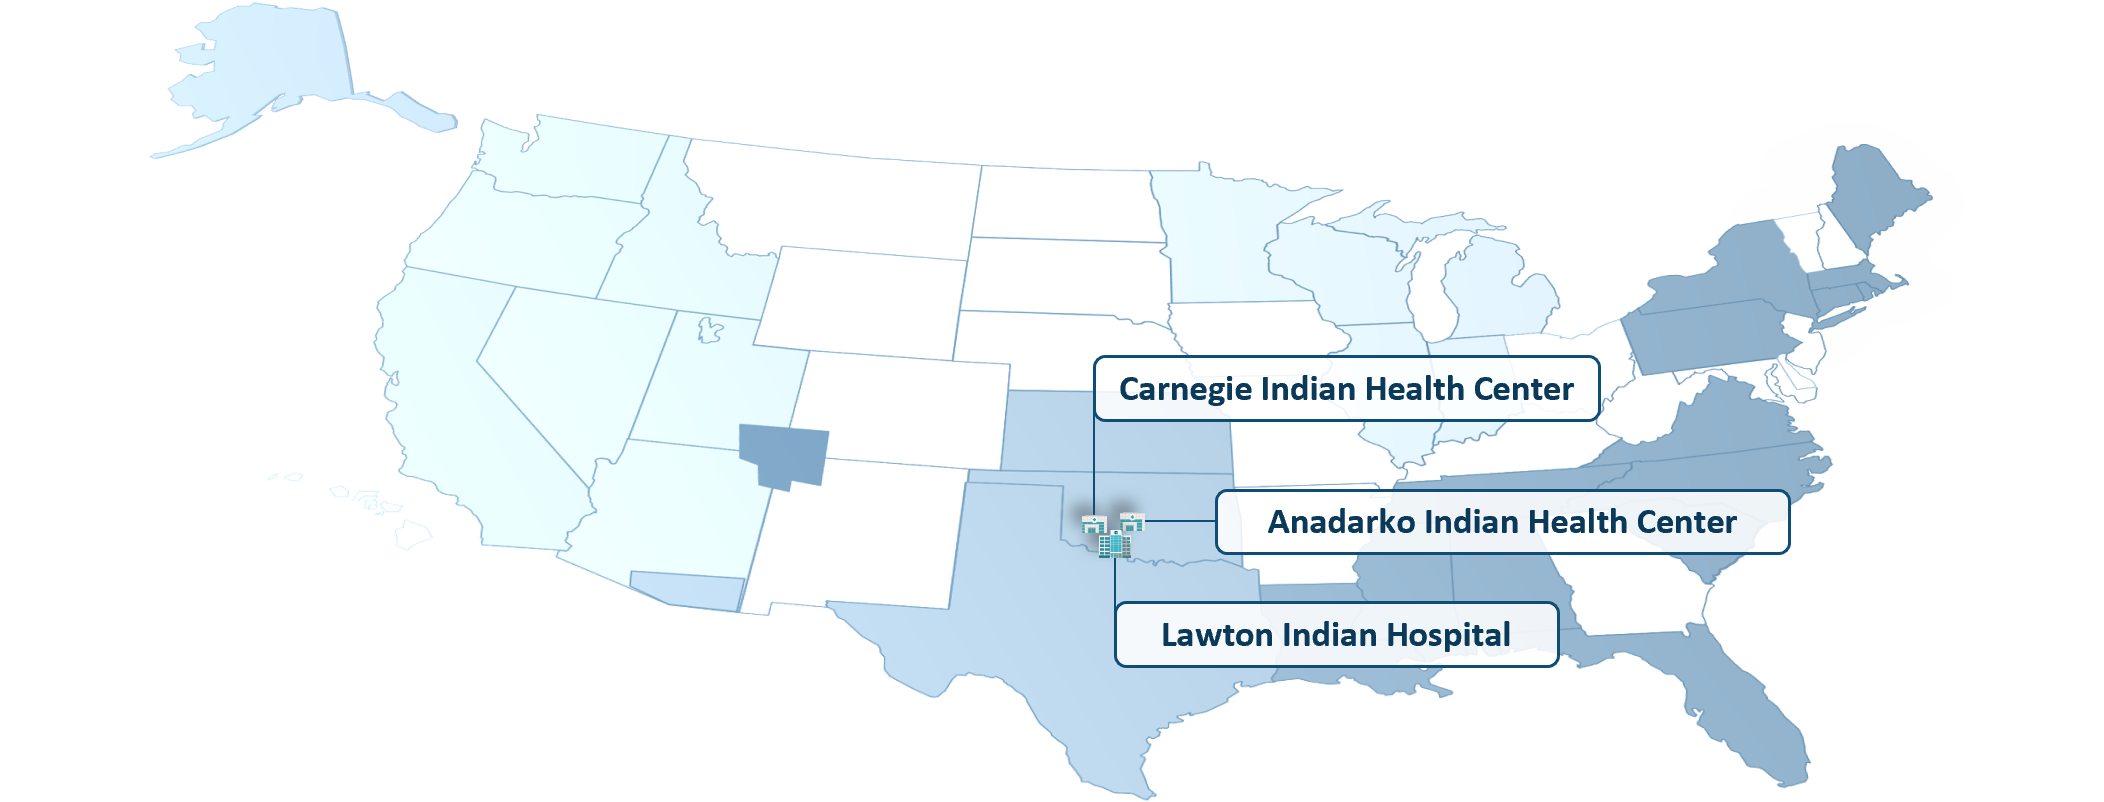 Carnegie Indian Health Center
Anadarko Indian Health Center
Lawton Indian Hospital